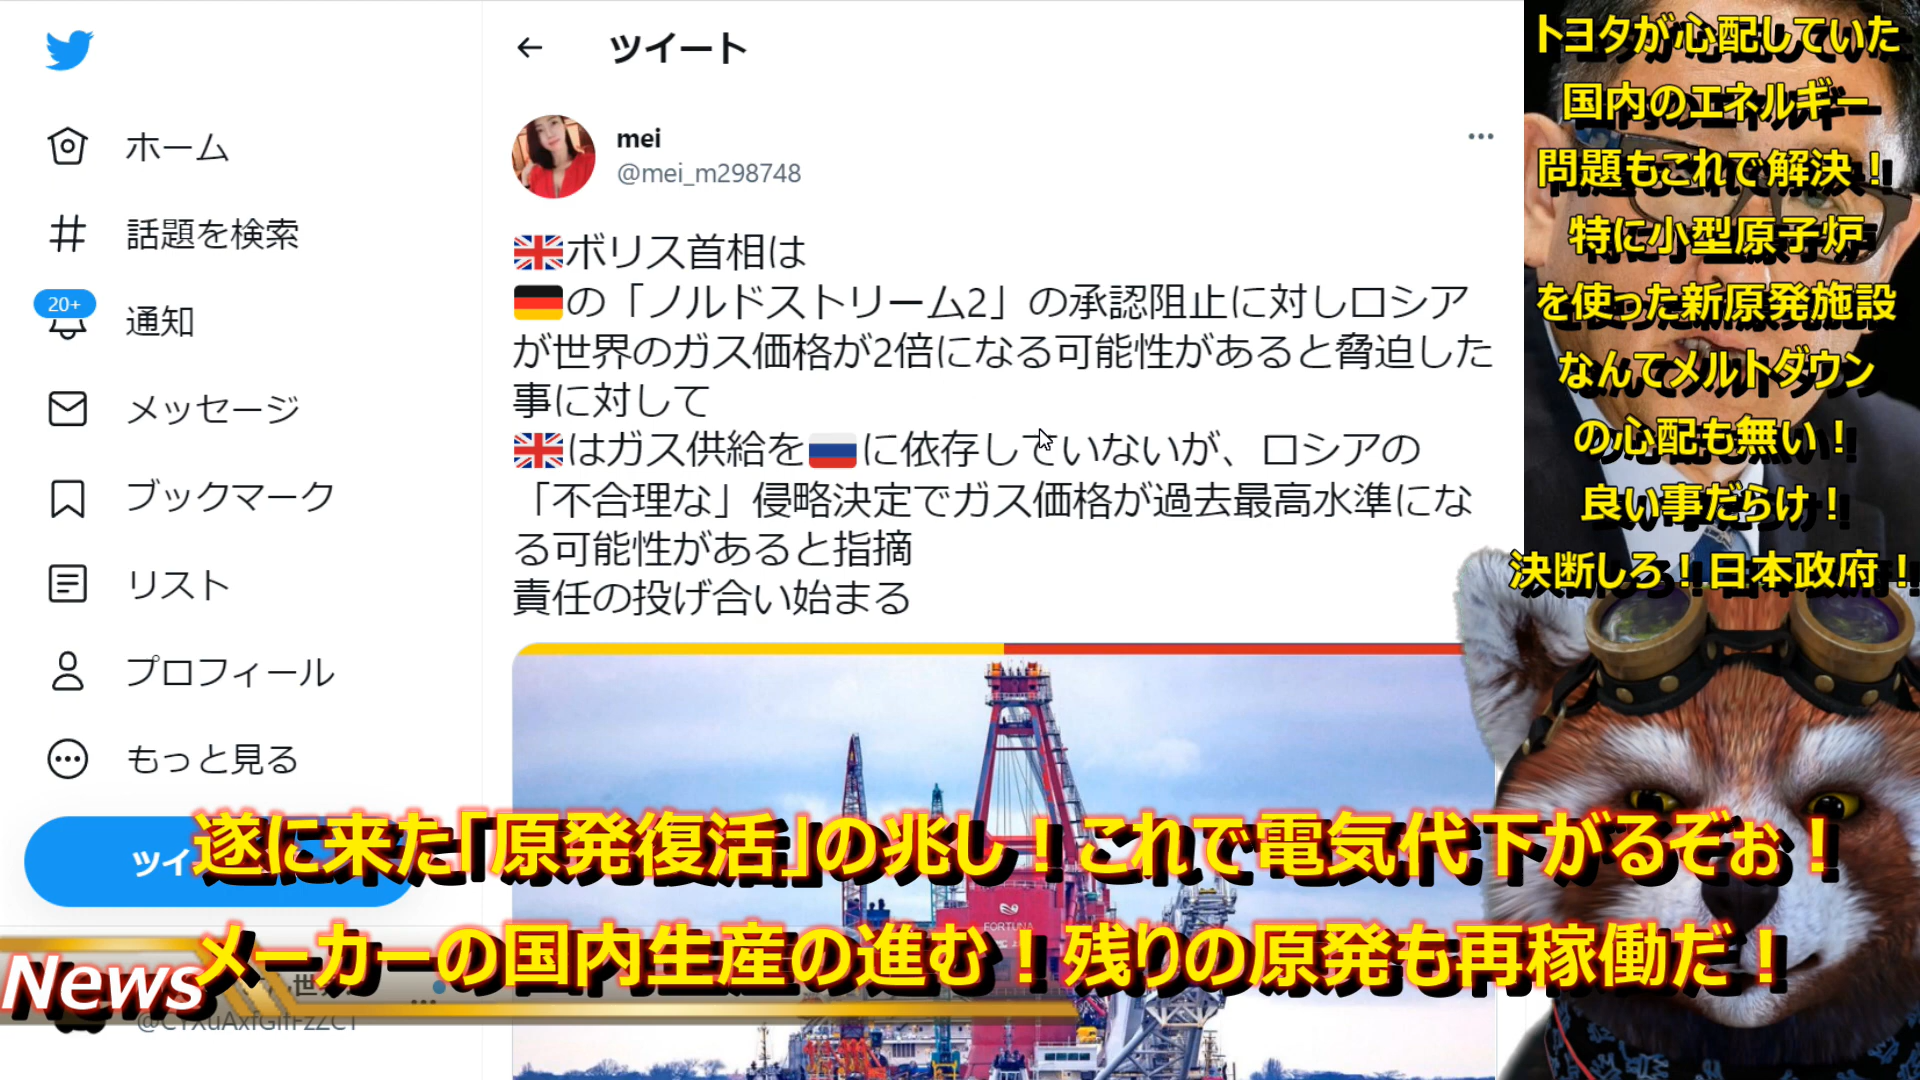 ツイート
ホーム
話題を検索
20+
通知
メッセージ
ブックマーク
リスト
プロフィール
もっと見る
ツイ
mei
@mei_m298748
🇬🇧ボリス首相は
🇩🇪の「ノルドストリーム2」の承認阻止に対しロシア
が世界のガス価格が2倍になる可能性があると脅迫した
事に対して
🇬🇧はガス供給を🇷🇺に依存していないが、ロシアの
「不合理な」侵略決定でガス価格が過去最高水準にな
る可能性があると指摘
責任の投げ合い始まる
FORTUNA
トヨタが心配していた
国内のエネルギー
問題もこれで解決！
特に小型原子炉
を使った新原発施設
なんてメルトダウン
の心配も無い！
良い事だらけ！
決断しろ！日本政府！
遂に来た「原発復活」の兆し！これで電気代下がるぞぉ！
メーカーの国内生産の進む！残りの原発も再稼働だ！
News